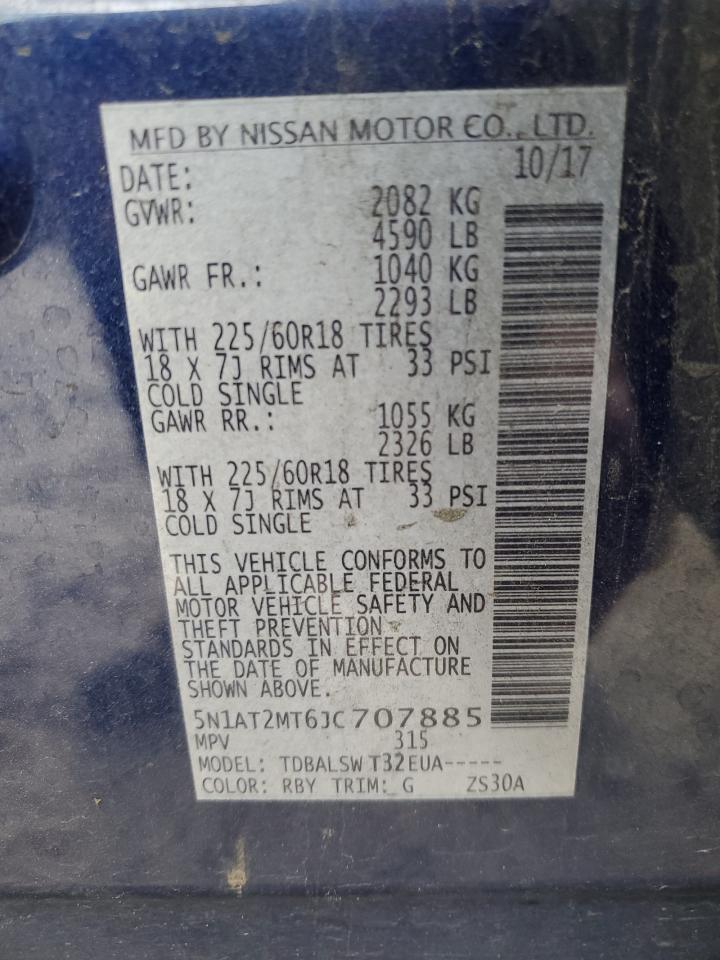 MFD BY NISSAN MOTOR CO., LTD.
DATE: 10/17
GVWR: 2082 KG
4590 LB
GAWR FR.: 1040 KG
2293 LB
WITH 225/60R18 TIRES
18 X 7J RIMS AT 33 PSI
COLD SINGLE
GAWR RR.: 1055 KG
2326 LB
WITH 225/60R18 TIRES
18 X 7J RIMS AT 33 PSI
COLD SINGLE
THIS VEHICLE CONFORMS TO
ALL APPLICABLE FEDERAL
MOTOR VEHICLE SAFETY AND
THEFT PREVENTION
STANDARDS IN EFFECT ON
THE DATE OF MANUFACTURE
SHOWN ABOVE.
5N1AT2MT6JC707885
MPV 315
MODEL: TDBALSW T32EUA-----
COLOR: RBY TRIM: G ZS30A